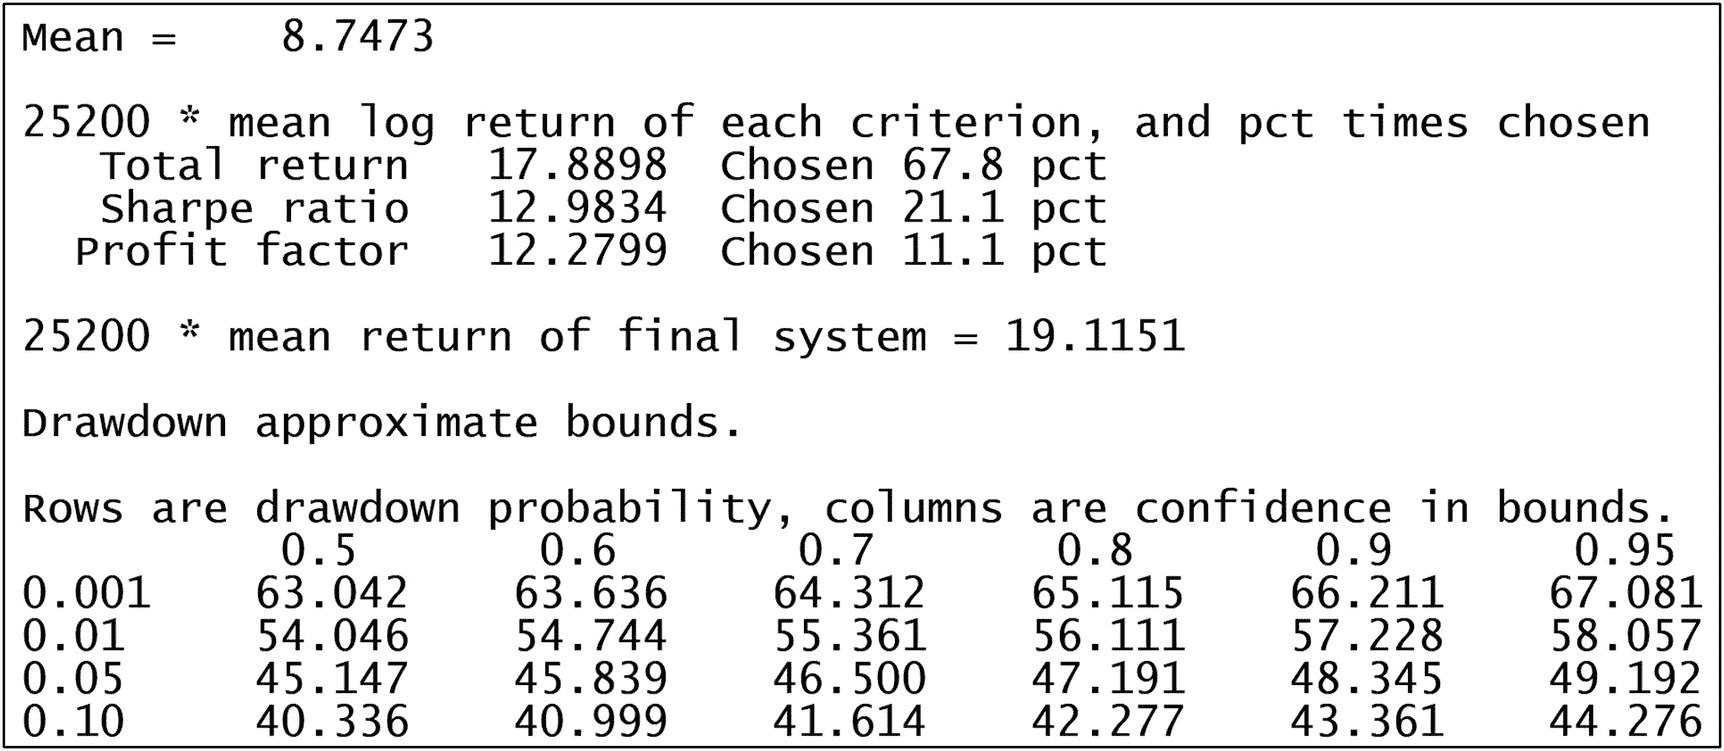 Mean =    8.7473
25200 * mean log return of each criterion, and pct times chosen
Total return   17.8898  Chosen 67.8 pct
Sharpe ratio   12.9834  Chosen 21.1 pct
Profit factor   12.2799  Chosen 11.1 pct
25200 * mean return of final system = 19.1151
Drawdown approximate bounds.
Rows are drawdown probability, columns are confidence in bounds.
0.5       0.6       0.7       0.8       0.9       0.95
0.001    63.042    63.636    64.312    65.115    66.211    67.081
0.01     54.046    54.744    55.361    56.111    57.228    58.057
0.05     45.147    45.839    46.500    47.191    48.345    49.192
0.10     40.336    40.999    41.614    42.277    43.361    44.276